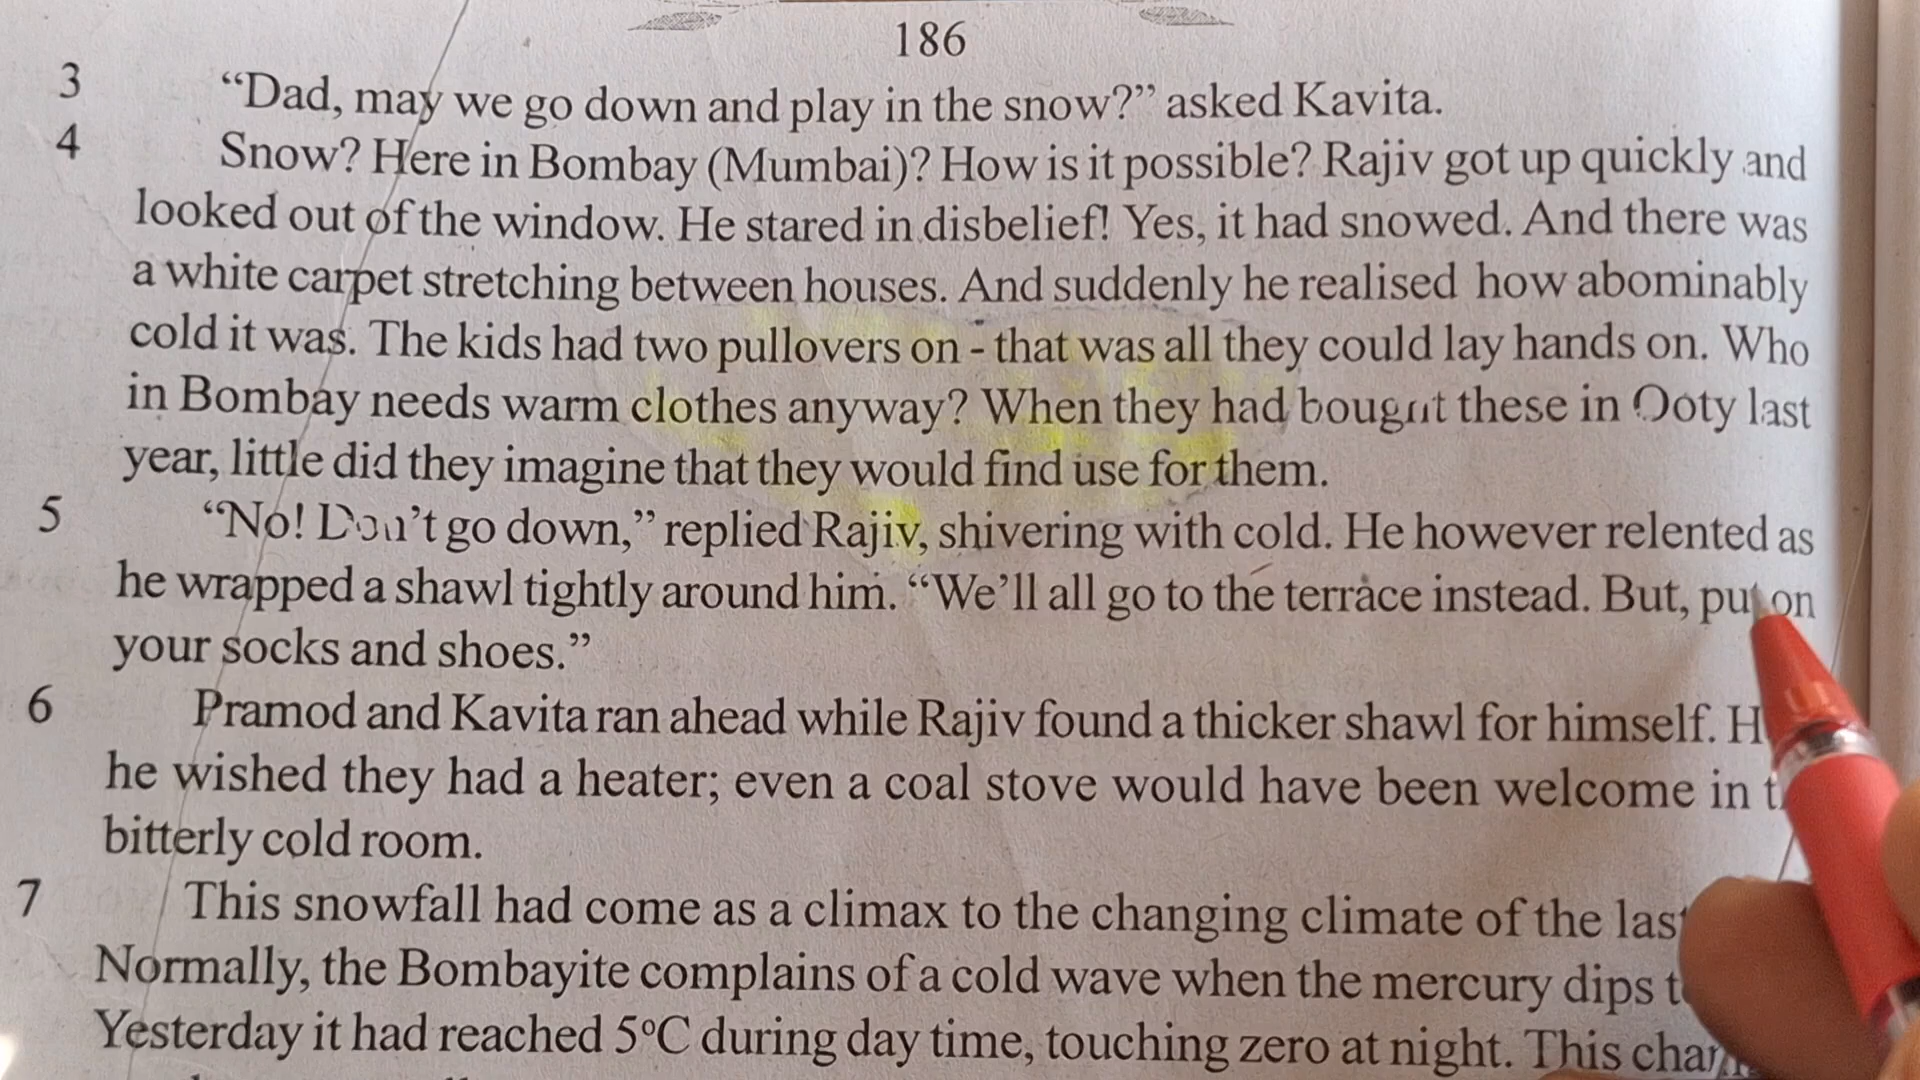 186
3 “Dad, may we go down and play in the snow?” asked Kavita.
4 Snow? Here in Bombay (Mumbai)? How is it possible? Rajiv got up quickly and
looked out of the window. He stared in disbelief! Yes, it had snowed. And there was
a white carpet stretching between houses. And suddenly he realised how abominably
cold it was. The kids had two pullovers on - that was all they could lay hands on. Who
in Bombay needs warm clothes anyway? When they had bought these in Ooty last
year, little did they imagine that they would find use for them.
5 “No! Don’t go down,” replied Rajiv, shivering with cold. He however relented as
he wrapped a shawl tightly around him. “We’ll all go to the terrace instead. But, put on
your socks and shoes.”
6 Pramod and Kavita ran ahead while Rajiv found a thicker shawl for himself.
he wished they had a heater; even a coal stove would have been welcome in
bitterly cold room.
7 This snowfall had come as a climax to the changing climate of the
Normally, the Bombayite complains of a cold wave when the mercury dips
Yesterday it had reached 5°C during day time, touching zero at night. This